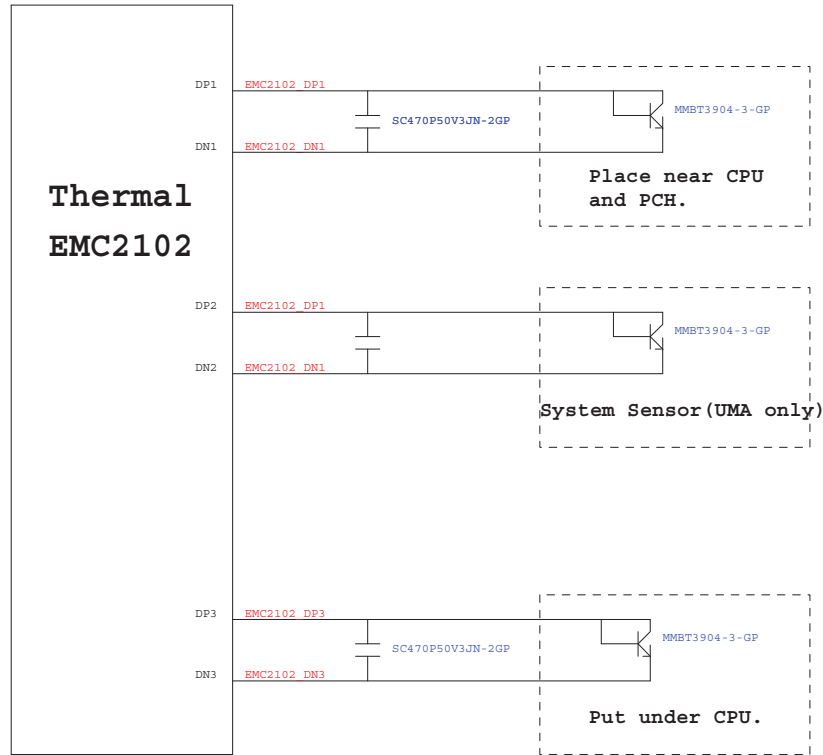 DP1
EMC2102_DP1
SC470P50V3JN-2GP
MMBT3904-3-GP
DN1
EMC2102_DN1
Place near CPU
and PCH.
Thermal
EMC2102
DP2
EMC2102_DP1
MMBT3904-3-GP
DN2
EMC2102_DN1
System Sensor(UMA only)
DP3
EMC2102_DP3
SC470P50V3JN-2GP
MMBT3904-3-GP
DN3
EMC2102_DN3
Put under CPU.